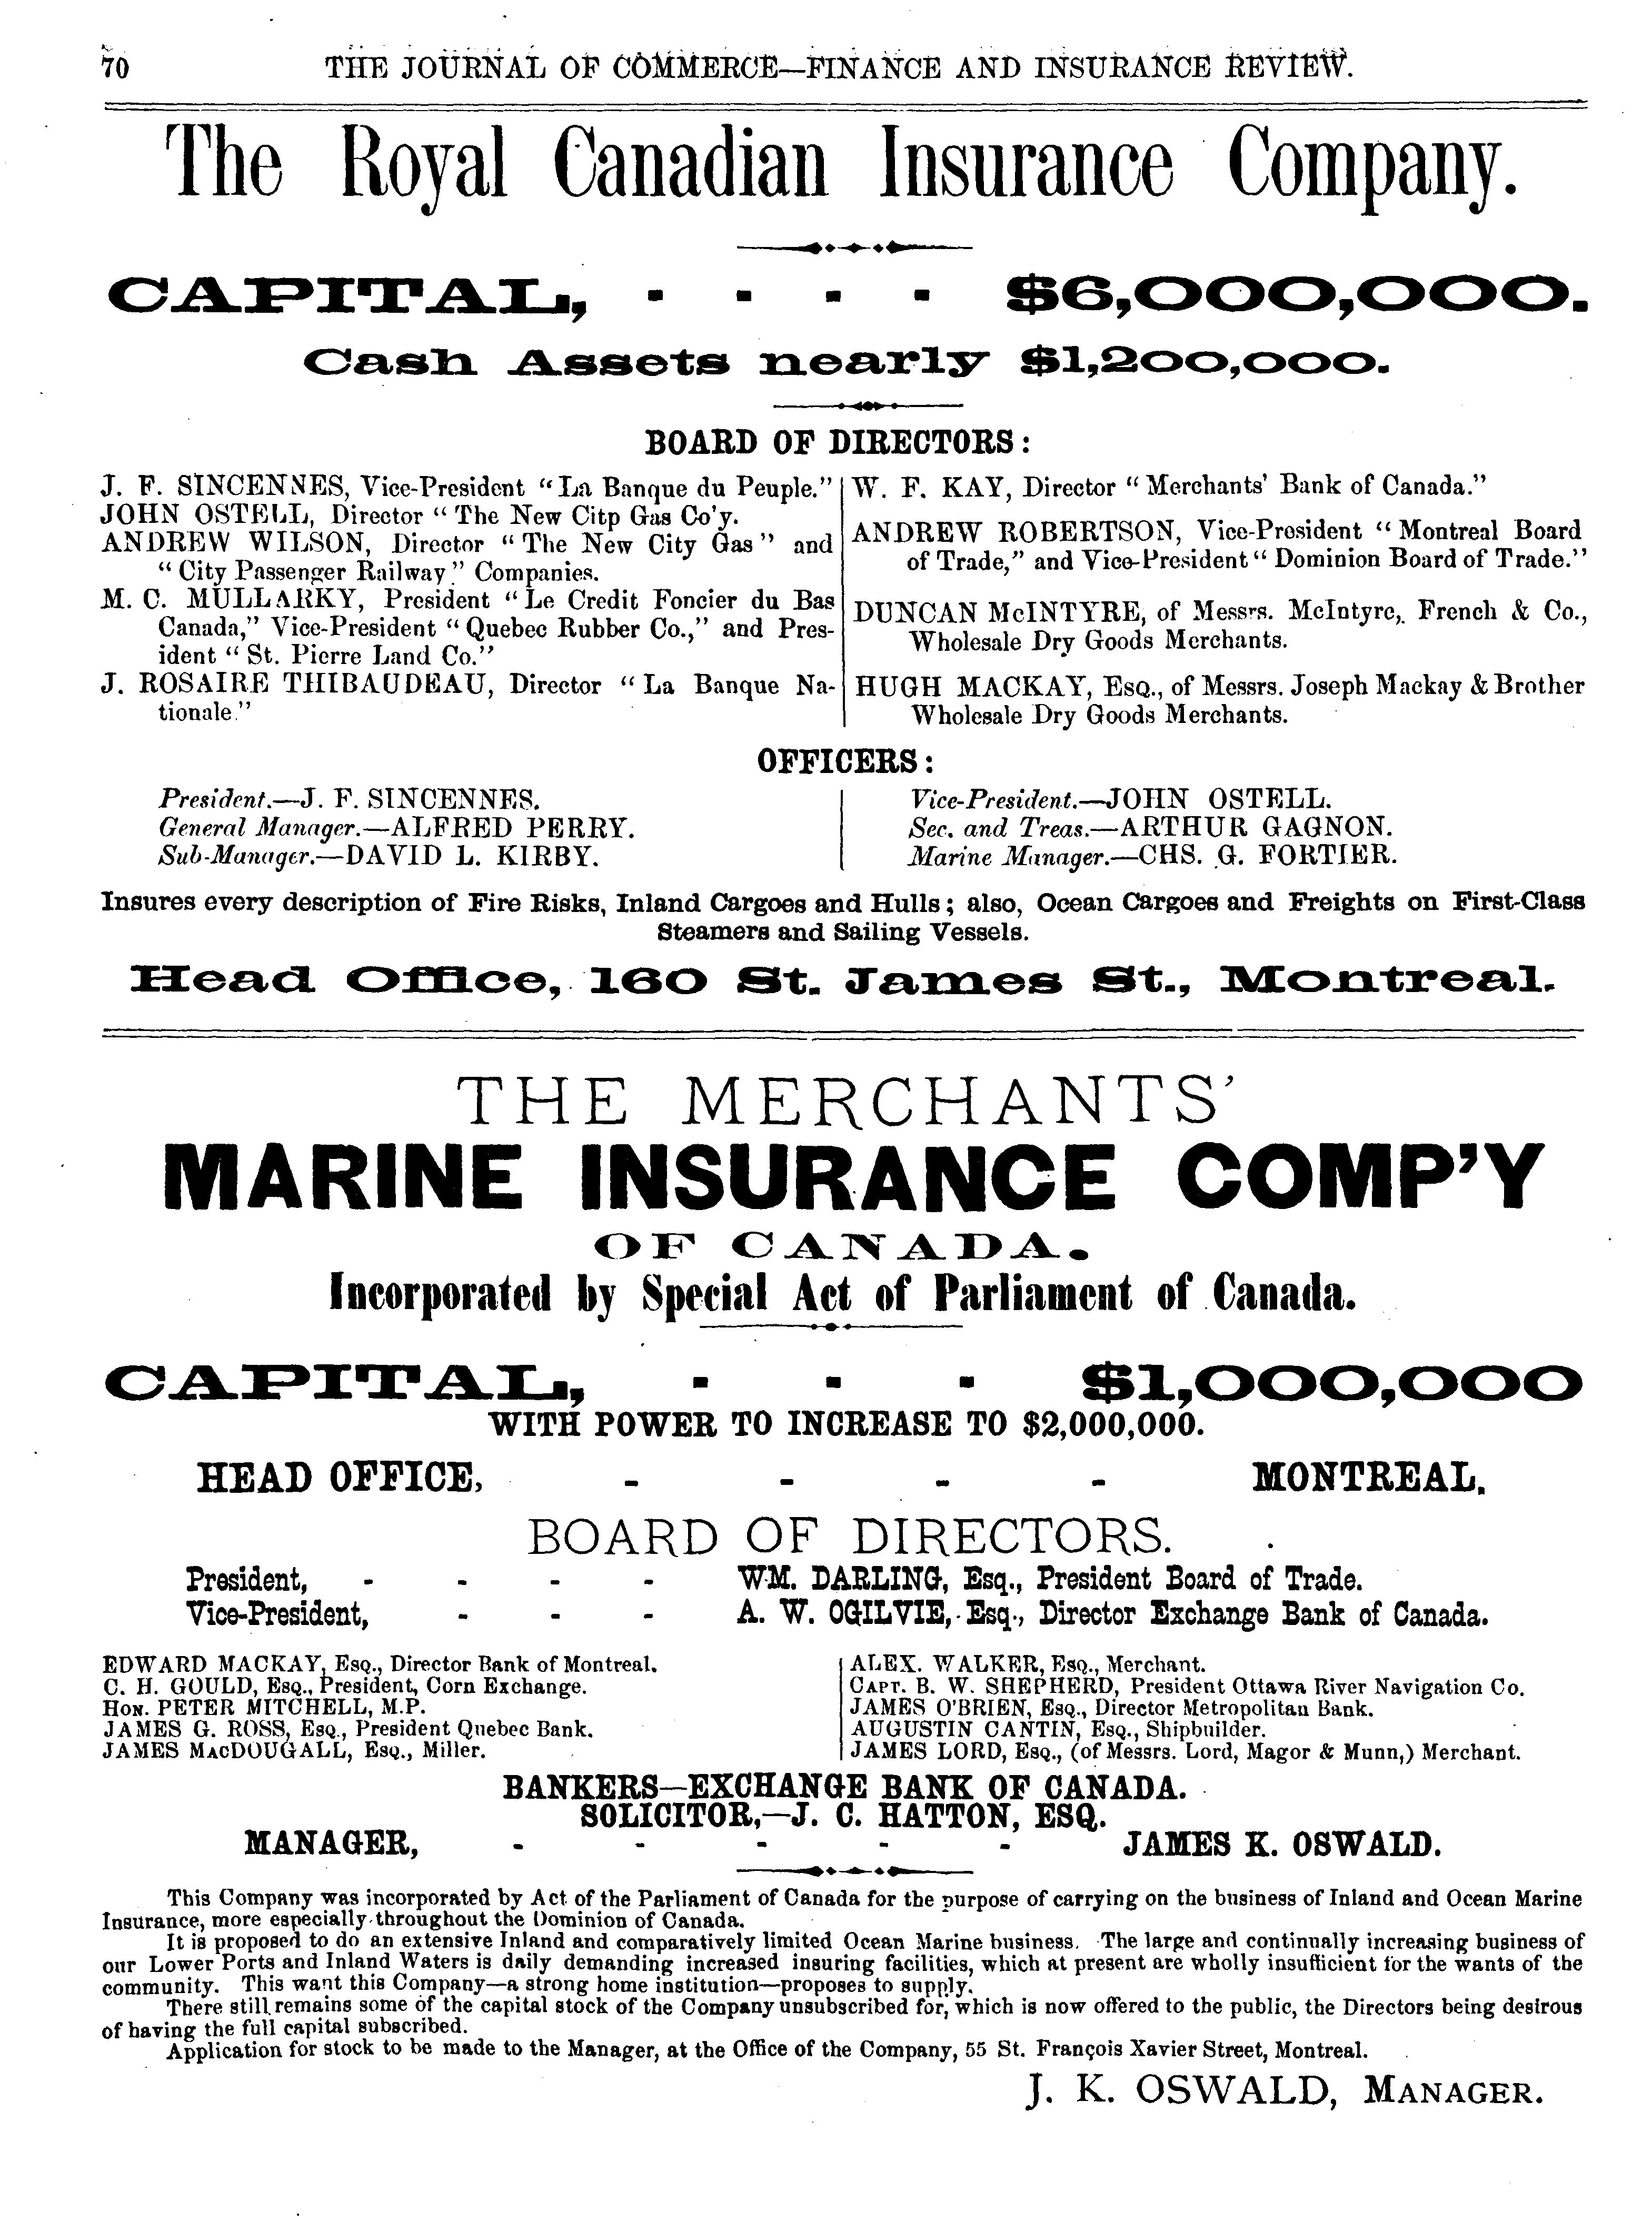 70 THE JOURNAL OF COMMERCE—FINANCE AND INSURANCE REVIEW.
The Royal Canadian Insurance Company.
CAPITAL, - - - - $6,000,000.
Cash Assets nearly $1,200,000.
BOARD OF DIRECTORS:
J. F. SINCENNES, Vice-President "La Banque du Peuple."
JOHN OSTELL, Director "The New Citp Gas Co'y.
ANDREW WILSON, Director "The New City Gas" and
"City Passenger Railway" Companies.
M. C. MULLARKY, President "Le Credit Foncier du Bas
Canada," Vice-President "Quebec Rubber Co.," and Pres-
ident "St. Pierre Land Co."
J. ROSAIRE THIBAUDEAU, Director "La Banque Na-
tionale."
W. F. KAY, Director "Merchants' Bank of Canada."
ANDREW ROBERTSON, Vice-President "Montreal Board
of Trade," and Vice-President "Dominion Board of Trade."
DUNCAN McINTYRE, of Messrs. McIntyre, French & Co.,
Wholesale Dry Goods Merchants.
HUGH MACKAY, Esq., of Messrs. Joseph Mackay & Brother
Wholesale Dry Goods Merchants.
OFFICERS:
President.—J. F. SINCENNES.
General Manager.—ALFRED PERRY.
Sub-Manager.—DAVID L. KIRBY.
Vice-President.—JOHN OSTELL.
Sec. and Treas.—ARTHUR GAGNON.
Marine Manager.—CHS. G. FORTIER.
Insures every description of Fire Risks, Inland Cargoes and Hulls; also, Ocean Cargoes and Freights on First-Class
Steamers and Sailing Vessels.
Head Office, 160 St. James St., Montreal.
THE MERCHANTS'
MARINE INSURANCE COMP'Y
OF CANADA.
Incorporated by Special Act of Parliament of Canada.
CAPITAL, - - - $1,000,000
WITH POWER TO INCREASE TO $2,000,000.
HEAD OFFICE, - - - - MONTREAL.
BOARD OF DIRECTORS.
President, - - - - WM. DARLING, Esq., President Board of Trade.
Vice-President, - - - A. W. OGILVIE, Esq., Director Exchange Bank of Canada.
EDWARD MACKAY, Esq., Director Bank of Montreal.
C. H. GOULD, Esq., President, Corn Exchange.
Hon. PETER MITCHELL, M.P.
JAMES G. ROSS, Esq., President Quebec Bank.
JAMES MacDOUGALL, Esq., Miller.
ALEX. WALKER, Esq., Merchant.
Capt. B. W. SHEPHERD, President Ottawa River Navigation Co.
JAMES O'BRIEN, Esq., Director Metropolitan Bank.
AUGUSTIN CANTIN, Esq., Shipbuilder.
JAMES LORD, Esq., (of Messrs. Lord, Magor & Munn,) Merchant.
BANKERS—EXCHANGE BANK OF CANADA.
SOLICITOR,—J. C. HATTON, ESQ.
MANAGER, - - - - - JAMES K. OSWALD.
This Company was incorporated by Act of the Parliament of Canada for the purpose of carrying on the business of Inland and Ocean Marine
Insurance, more especially throughout the Dominion of Canada.
It is proposed to do an extensive Inland and comparatively limited Ocean Marine business. The large and continually increasing business of
our Lower Ports and Inland Waters is daily demanding increased insuring facilities, which at present are wholly insufficient for the wants of the
community. This want this Company—a strong home institution—proposes to supply.
There still remains some of the capital stock of the Company unsubscribed for, which is now offered to the public, the Directors being desirous
of having the full capital subscribed.
Application for stock to be made to the Manager, at the Office of the Company, 55 St. François Xavier Street, Montreal.
J. K. OSWALD, Manager.